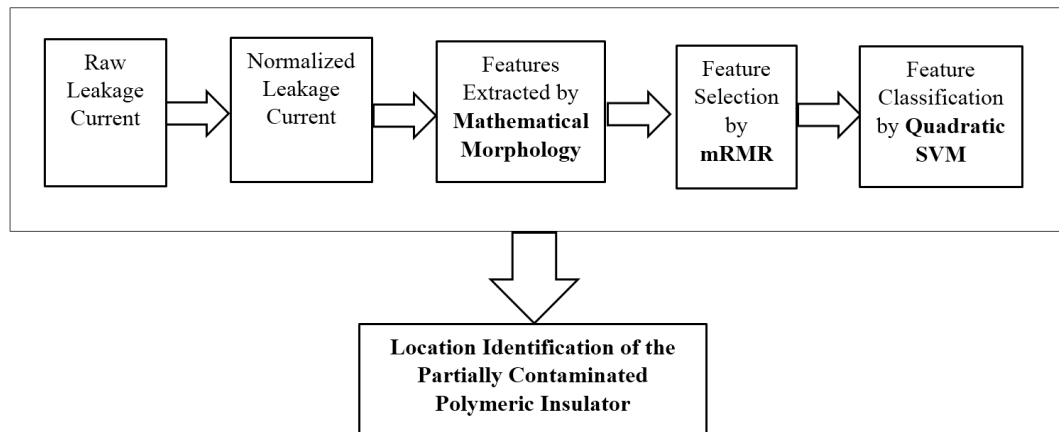 Raw
Leakage
Current
Normalized
Leakage
Current
Features
Extracted by
Mathematical
Morphology
Feature
Selection
by
mRMR
Feature
Classification
by Quadratic
SVM
Location Identification of the
Partially Contaminated
Polymeric Insulator